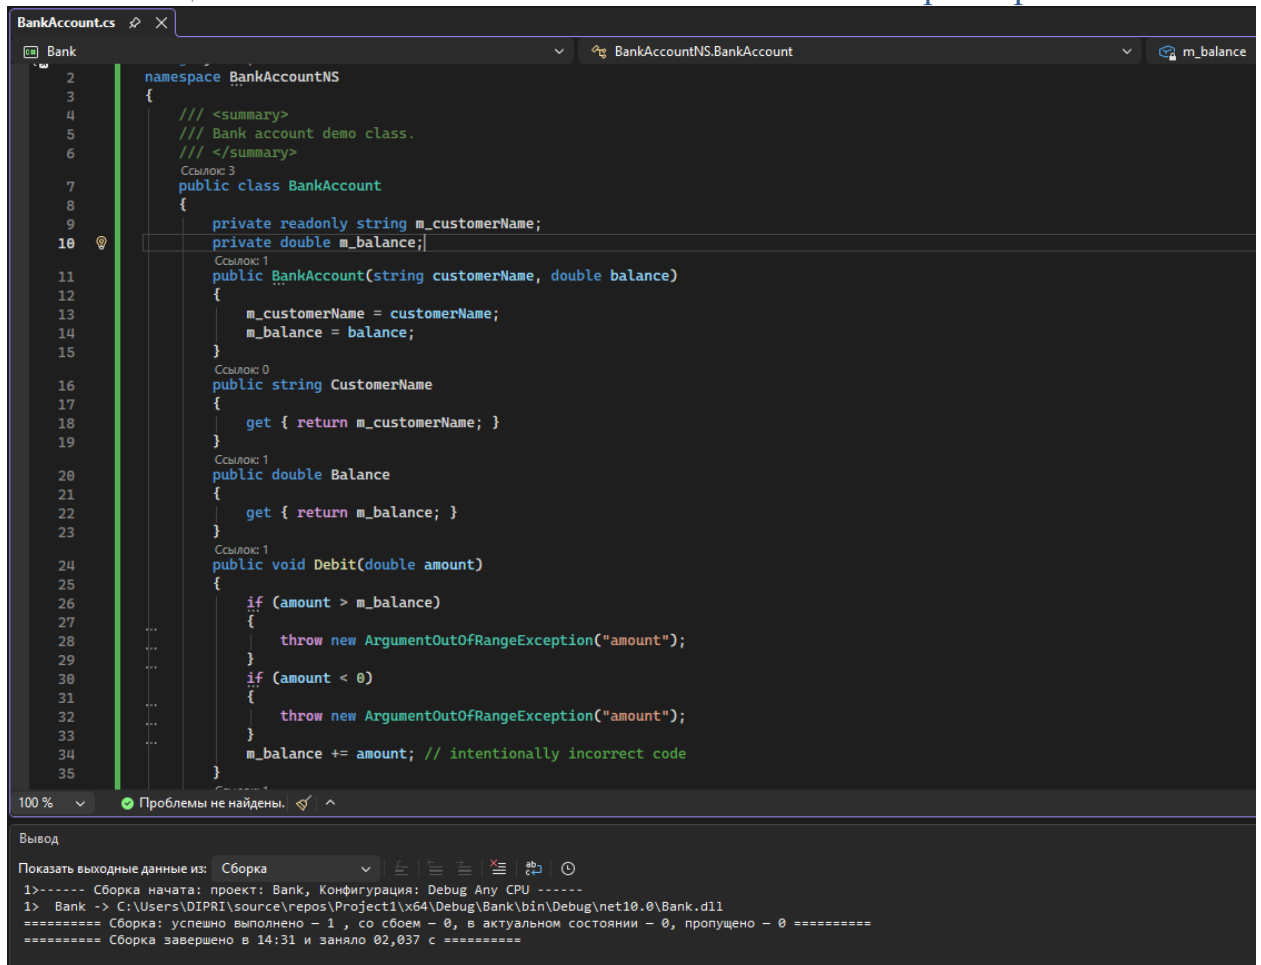 BankAccount.cs
Bank BankAccountNS.BankAccount m_balance
2 namespace BankAccountNS
3 {
4 /// <summary>
5 /// Bank account demo class.
6 /// </summary>
Ссылок: 3
7 public class BankAccount
8 {
9 private readonly string m_customerName;
10 private double m_balance;
Ссылок: 1
11 public BankAccount(string customerName, double balance)
12 {
13 m_customerName = customerName;
14 m_balance = balance;
15 }
Ссылок: 0
16 public string CustomerName
17 {
18 get { return m_customerName; }
19 }
Ссылок: 1
20 public double Balance
21 {
22 get { return m_balance; }
23 }
Ссылок: 1
24 public void Debit(double amount)
25 {
26 if (amount > m_balance)
27 {
28 throw new ArgumentOutOfRangeException("amount");
29 }
30 if (amount < 0)
31 {
32 throw new ArgumentOutOfRangeException("amount");
33 }
34 m_balance += amount; // intentionally incorrect code
35 }
100 % Проблемы не найдены.
Вывод
Показать выходные данные из: Сборка
1>------ Сборка начата: проект: Bank, Конфигурация: Debug Any CPU ------
1> Bank -> C:\Users\DIPRI\source\repos\Project1\x64\Debug\Bank\bin\Debug\net10.0\Bank.dll
========== Сборка: успешно выполнено – 1 , со сбоем – 0, в актуальном состоянии – 0, пропущено – 0 ==========
========== Сборка завершено в 14:31 и заняло 02,037 с ==========